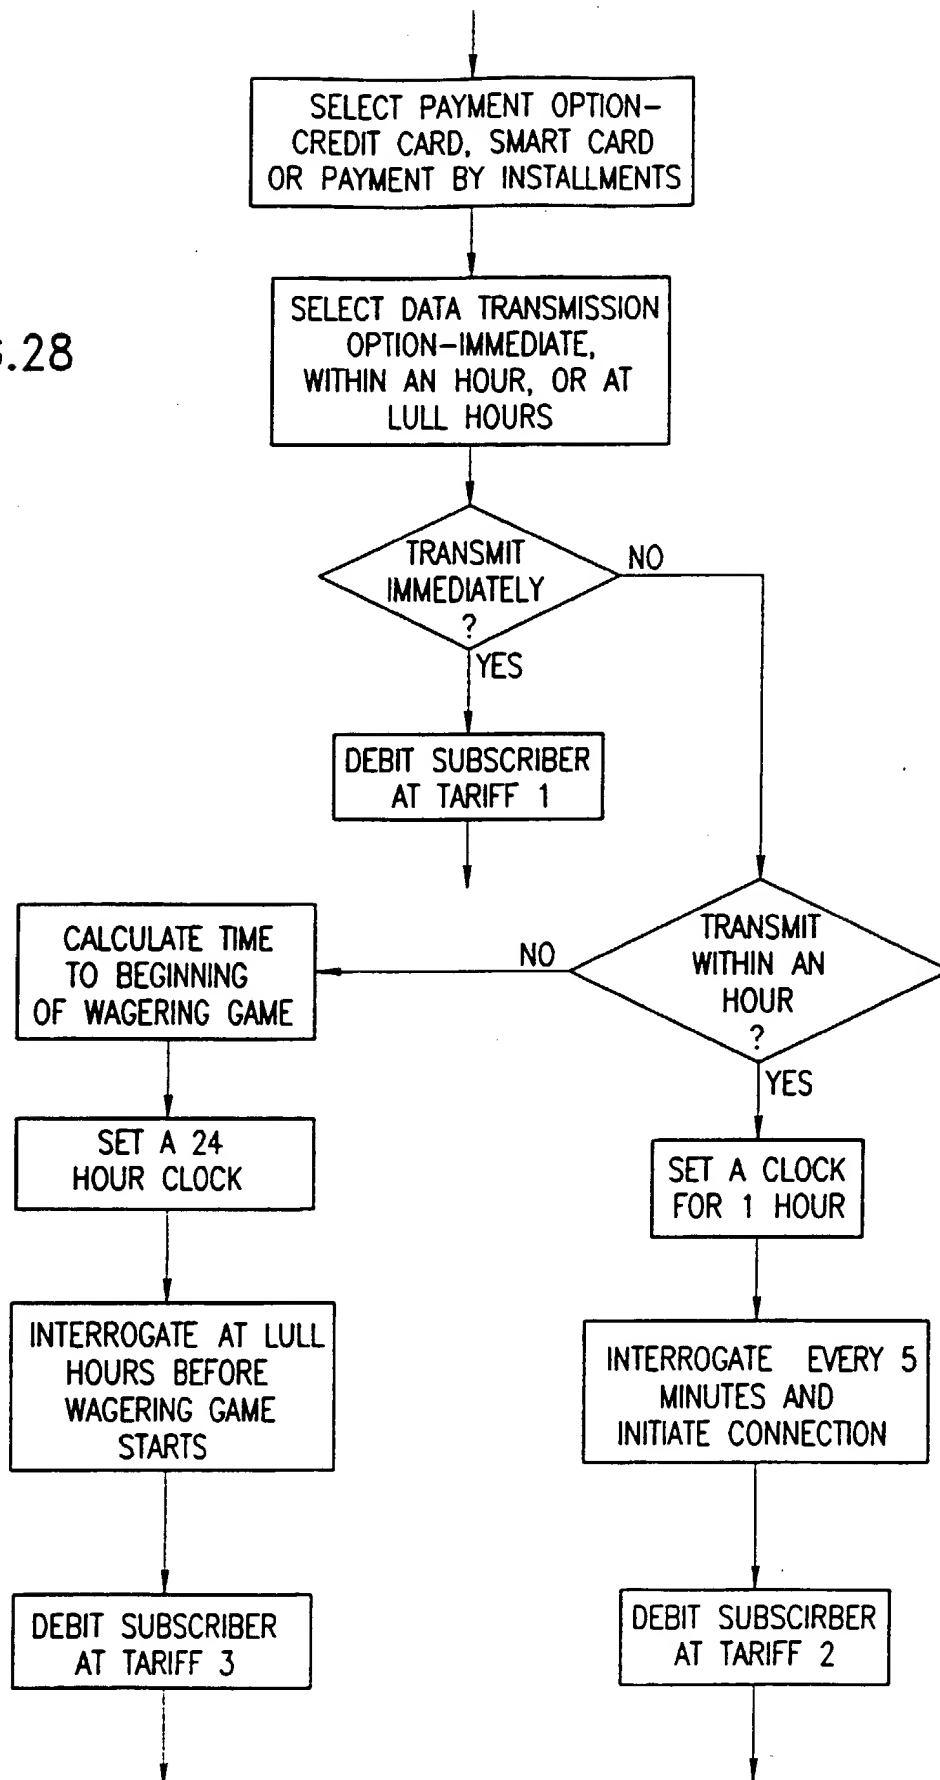 SELECT PAYMENT OPTION-
CREDIT CARD, SMART CARD
OR PAYMENT BY INSTALLMENTS
SELECT DATA TRANSMISSION
OPTION-IMMEDIATE,
WITHIN AN HOUR, OR AT
LULL HOURS
.28
TRANSMIT
IMMEDIATELY
?
NO
YES
DEBIT SUBSCRIBER
AT TARIFF 1
TRANSMIT
WITHIN AN
HOUR
?
NO
YES
CALCULATE TIME
TO BEGINNING
OF WAGERING GAME
SET A 24
HOUR CLOCK
INTERROGATE AT LULL
HOURS BEFORE
WAGERING GAME
STARTS
DEBIT SUBSCRIBER
AT TARIFF 3
SET A CLOCK
FOR 1 HOUR
INTERROGATE EVERY 5
MINUTES AND
INITIATE CONNECTION
DEBIT SUBSCIRBER
AT TARIFF 2